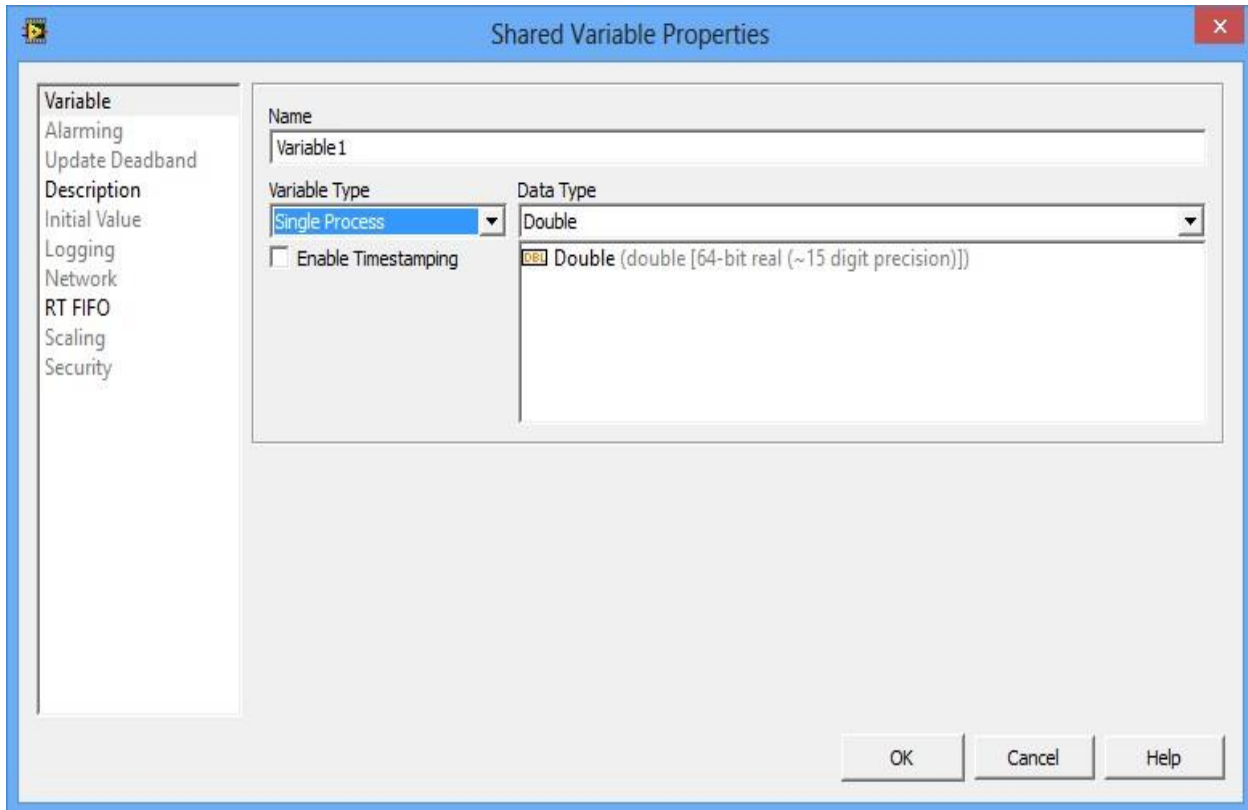 Shared Variable Properties
Variable
Alarming
Update Deadband
Description
Initial Value
Logging
Network
RT FIFO
Scaling
Security
Name
Variable1
Variable Type
Data Type
Single Process
Double
Enable Timestamping
DBL Double (double [64-bit real (~15 digit precision)])
OK
Cancel
Help